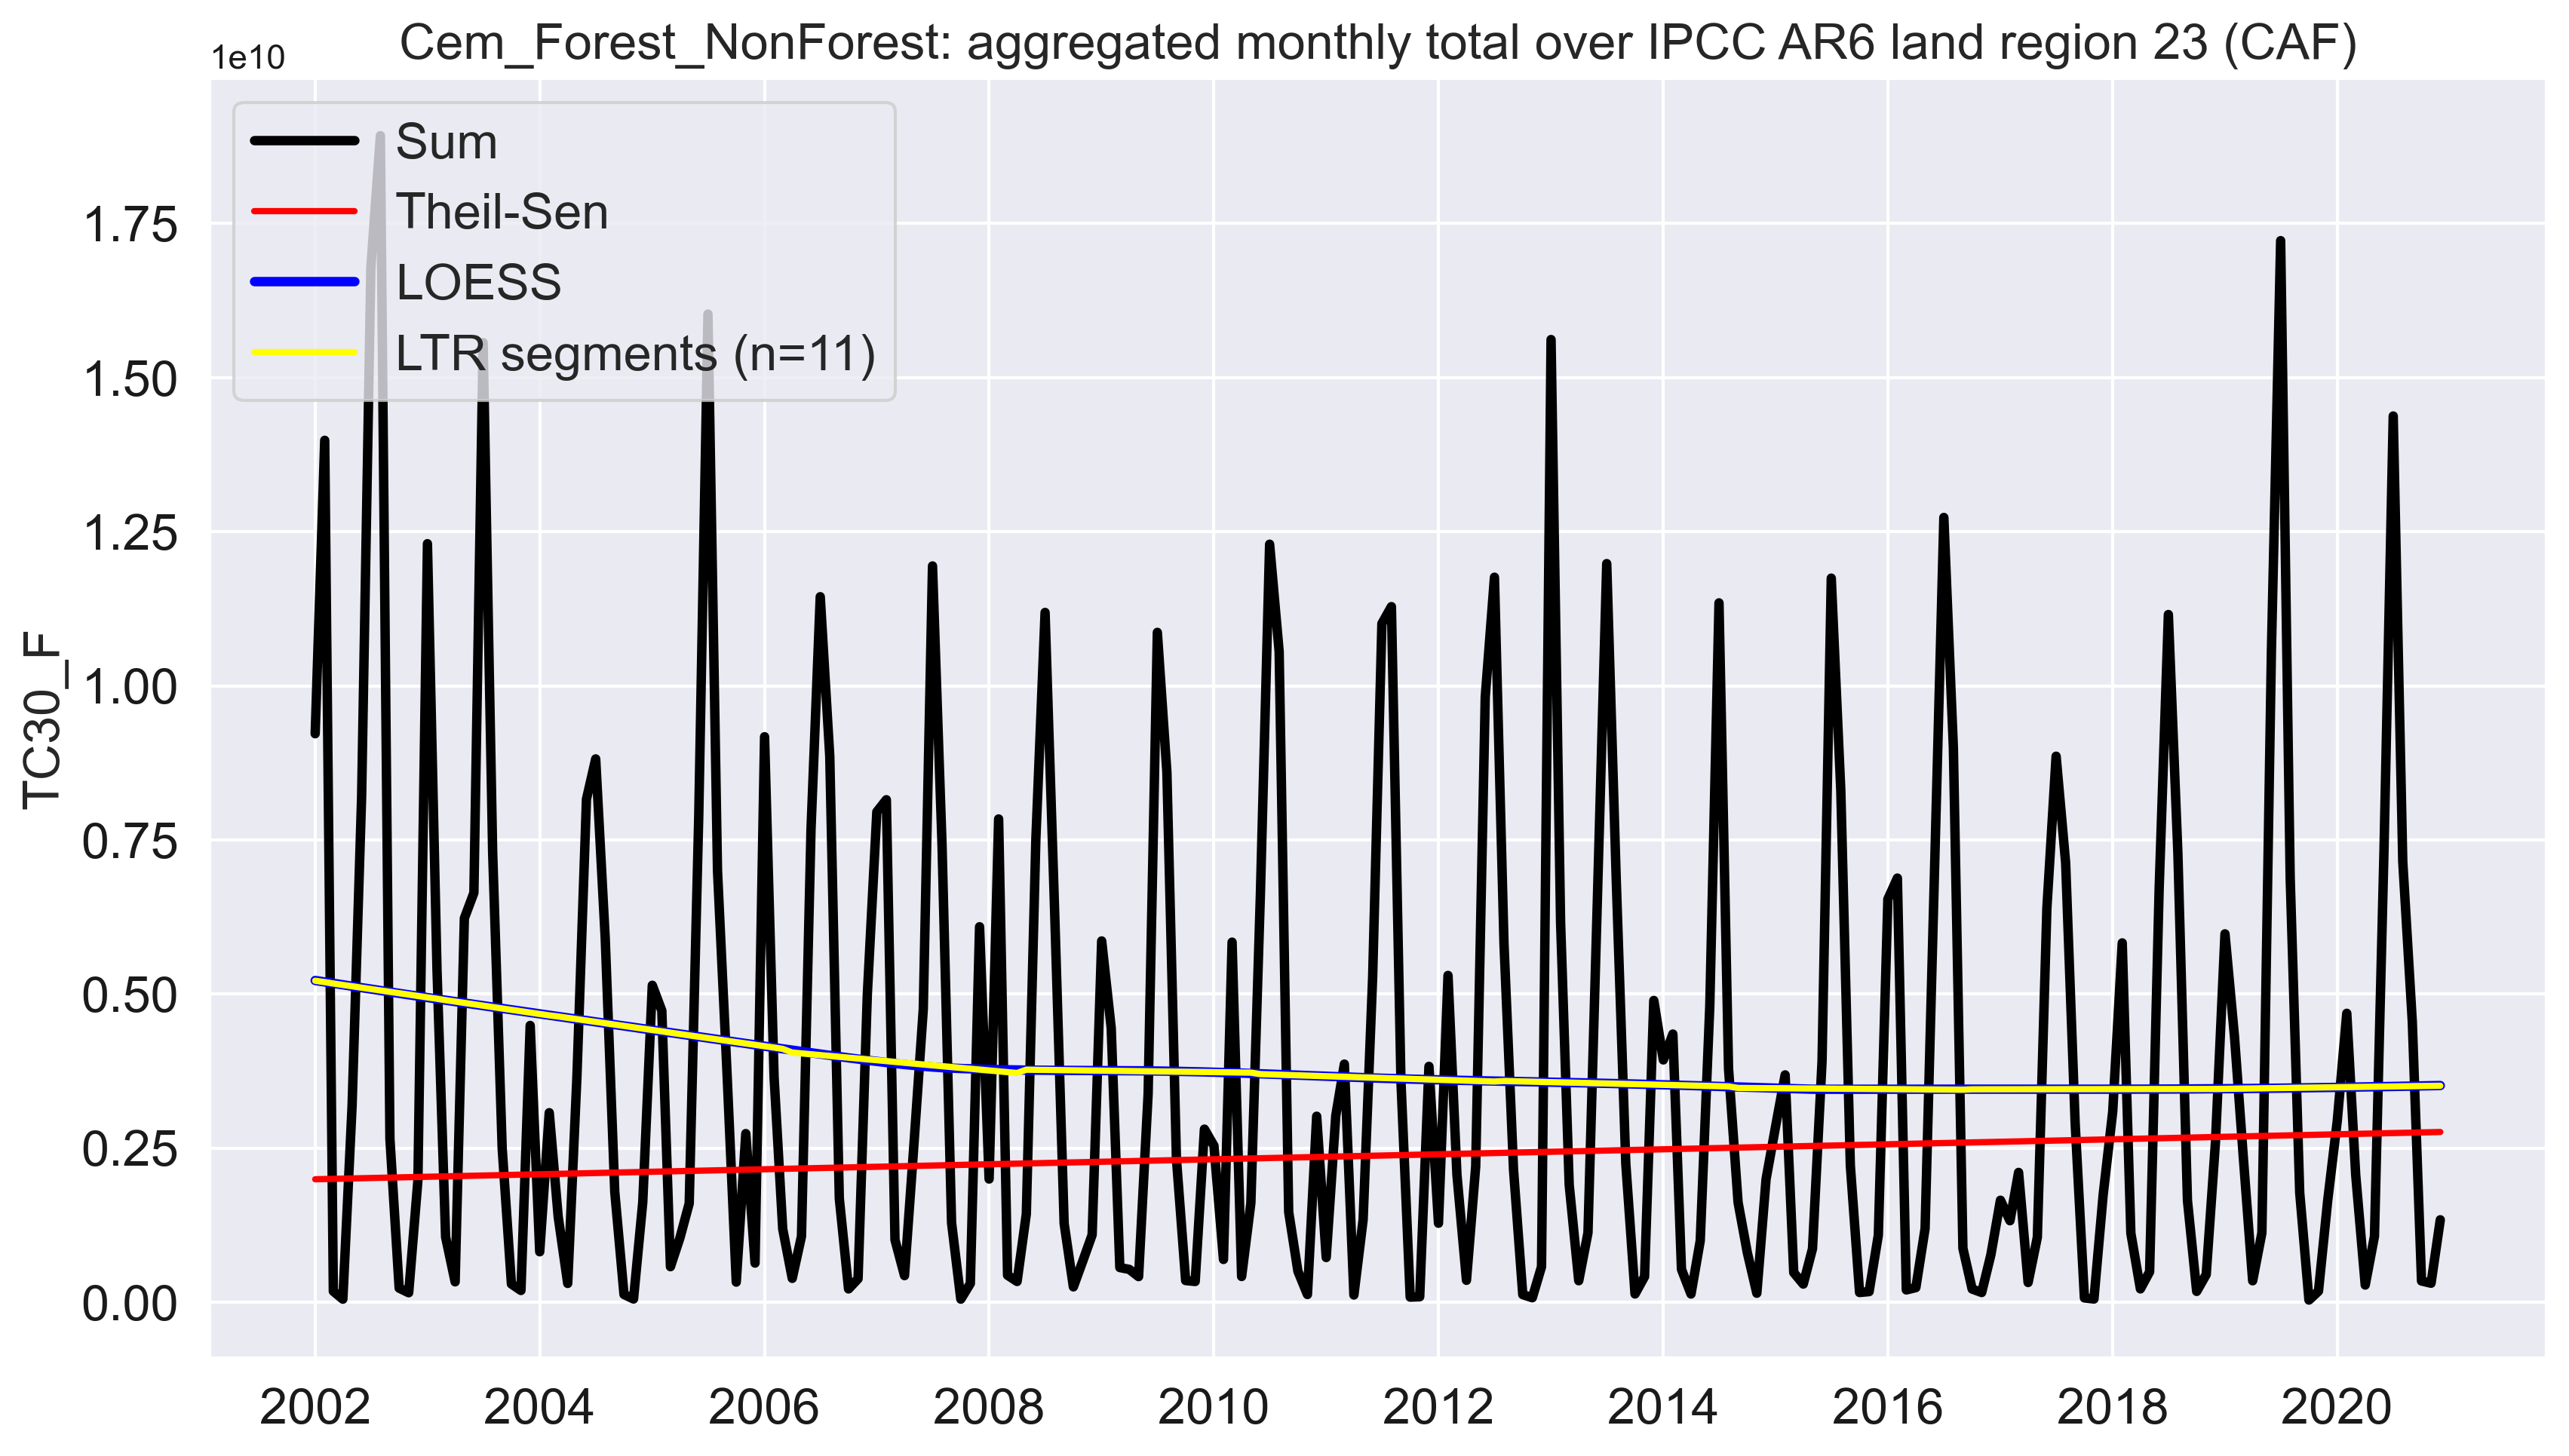 Cem_Forest_NonForest: aggregated monthly total over IPCC AR6 land region 23 (CAF)
1e10
Sum
Theil-Sen
LOESS
LTR segments (n=11)
1.75
1.50
1.25
1.00
0.75
0.50
0.25
0.00
TC30_F
2002 2004 2006 2008 2010 2012 2014 2016 2018 2020